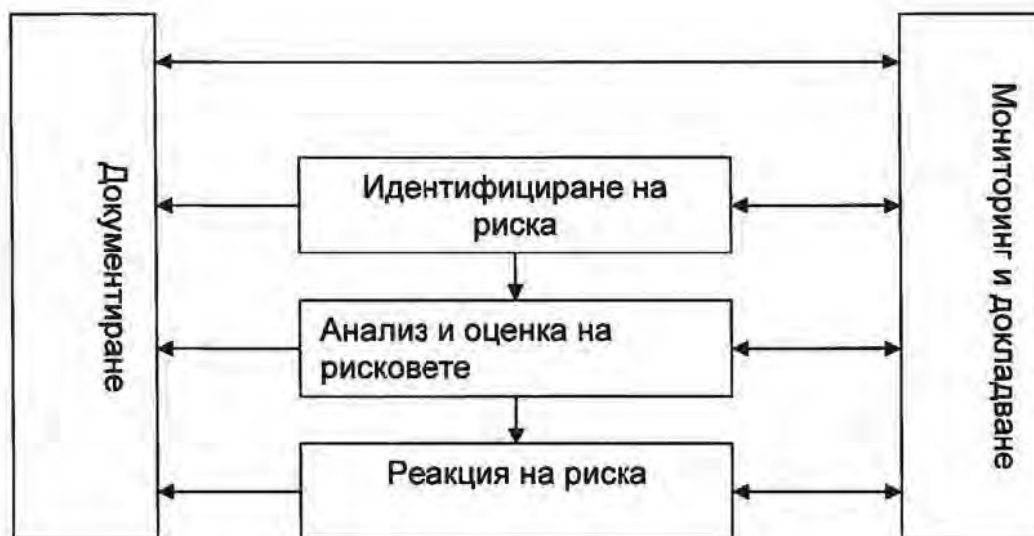 Документиране
Идентифициране на
риска
Анализ и оценка на
рисковете
Реакция на риска
Мониторинг и докладване